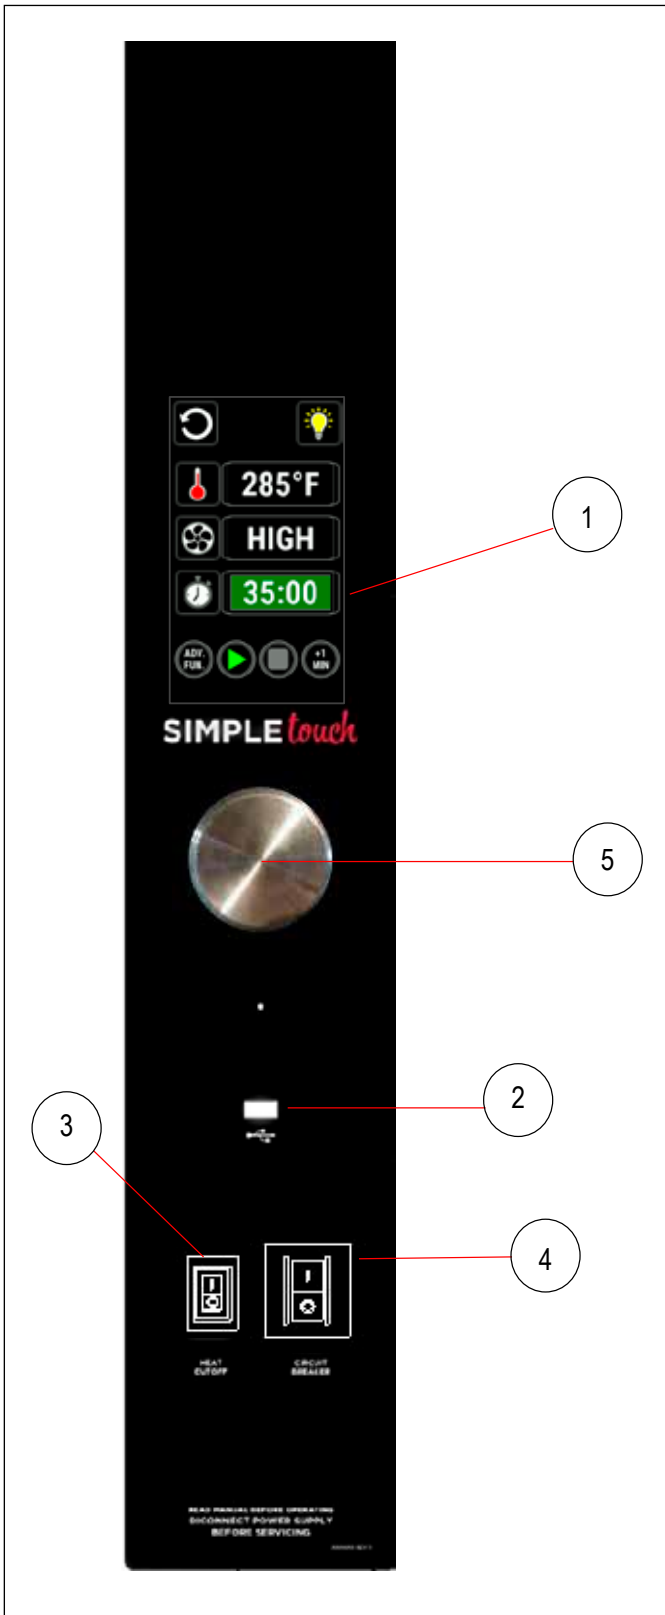 285°F
HIGH
35:00
ADV. FUN.
+1 MIN
SIMPLE touch
1
5
2
3
4
HEAT
CUTOFF
CIRCUIT
BREAKER
READ MANUAL BEFORE OPERATING
DICONNECT POWER SUPPLY
BEFORE SERVICING